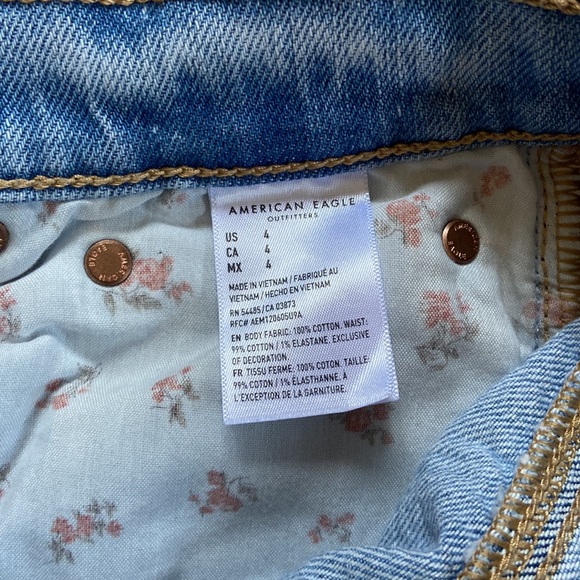 AMERICAN EAGLE
OUTFITTERS
US 4
CA 4
MX 4
MADE IN VIETNAM / FABRIQUÉ AU
VIETNAM / HECHO EN VIETNAM
RN 54485/CA 03873
RFC# AEM120605U9A
EN BODY FABRIC: 100% COTTON. WAIST:
99% COTTON / 1% ELASTANE. EXCLUSIVE
OF DECORATION.
FR TISSU FERME: 100% COTON. TAILLE:
99% COTON / 1% ÉLASTHANNE. À
L'EXCEPTION DE LA GARNITURE.